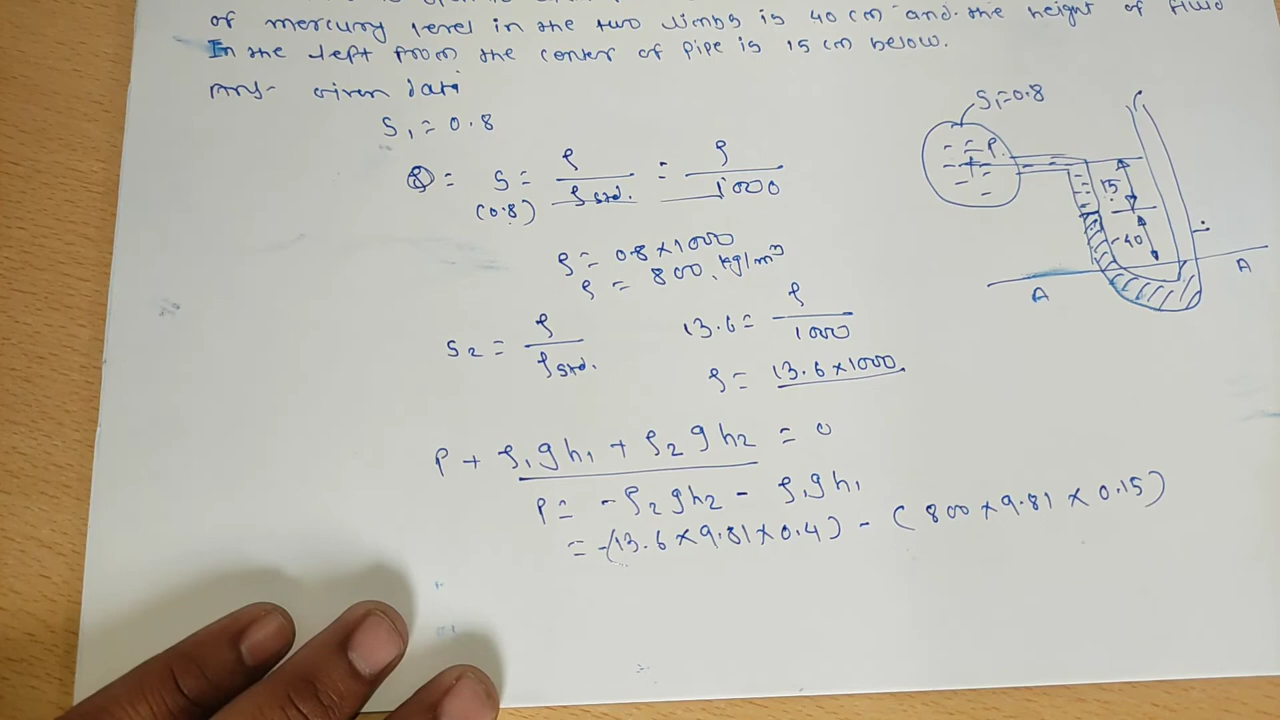 of mercury level in the two limbs is 40 cm and the height of fluid
In the left from the center of pipe is 15 cm below.
Ans- Given data
S₁ = 0.8
S = ρ / ρstd. = ρ / 1000
(0.8)
ρ = 0.8 × 1000
ρ = 800. kg/m³
S₂ = ρ / ρstd. 13.6 = ρ / 1000
ρ = 13.6 × 1000
P + ρ₁gh₁ + ρ₂gh₂ = 0
P = -ρ₂gh₂ - ρ₁gh₁
= -(13.6 × 9.81 × 0.4) - (800 × 9.81 × 0.15)
S₁ = 0.8
P.
15
40
A A